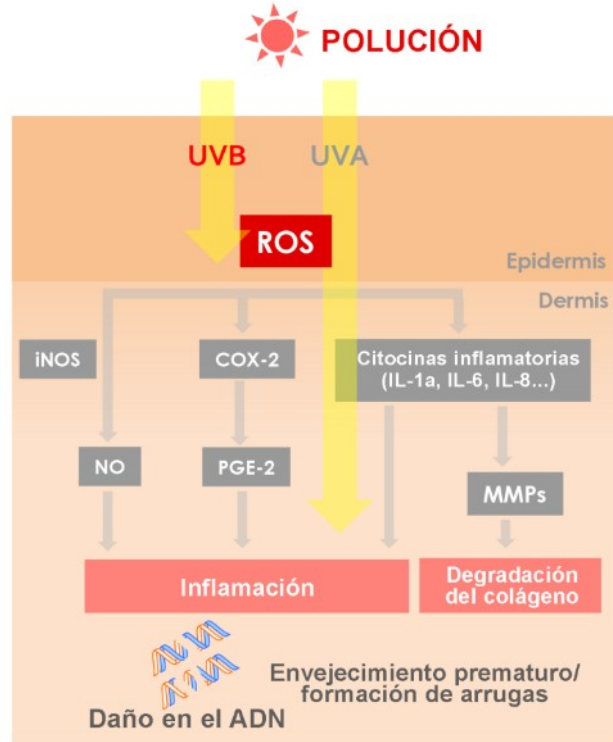 POLUCIÓN
UVB
UVA
ROS
Epidermis
Dermis
iNOS
COX-2
Citocinas inflamatorias
(IL-1a, IL-6, IL-8...)
NO
PGE-2
MMPs
Inflamación
Degradación
del colágeno
Envejecimiento prematuro/
formación de arrugas
Daño en el ADN